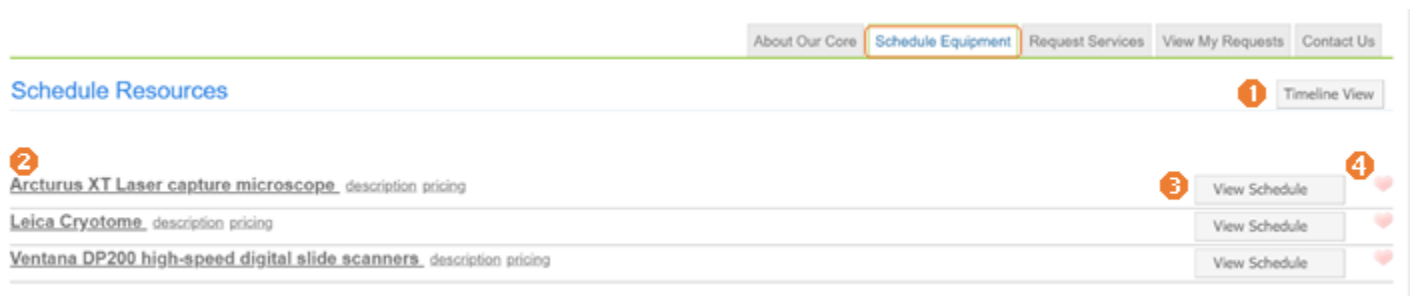 About Our Core Schedule Equipment Request Services View My Requests Contact Us
Schedule Resources 1 Timeline View
2 4
Arcturus XT Laser capture microscope description pricing 3 View Schedule
Leica Cryotome description pricing View Schedule
Ventana DP200 high-speed digital slide scanners description pricing View Schedule